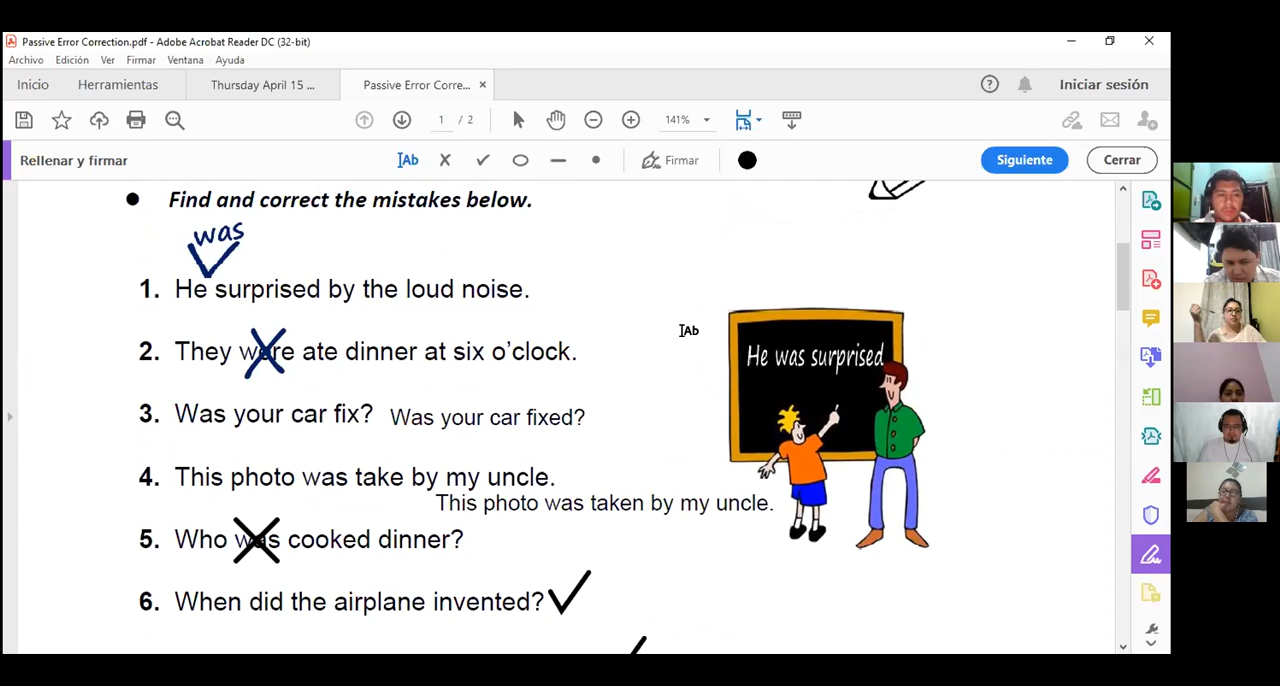 Passive Error Correction.pdf - Adobe Acrobat Reader DC (32-bit)
Archivo Edición Ver Firmar Ventana Ayuda
Inicio Herramientas Thursday April 15 ... Passive Error Corre... × Iniciar sesión
1 / 2 141%
Rellenar y firmar Ab Firmar Siguiente Cerrar
Find and correct the mistakes below.
was
1. He surprised by the loud noise.
2. They were ate dinner at six o'clock.
3. Was your car fix? Was your car fixed?
4. This photo was take by my uncle.
This photo was taken by my uncle.
5. Who was cooked dinner?
6. When did the airplane invented?
Ab
He was surprised